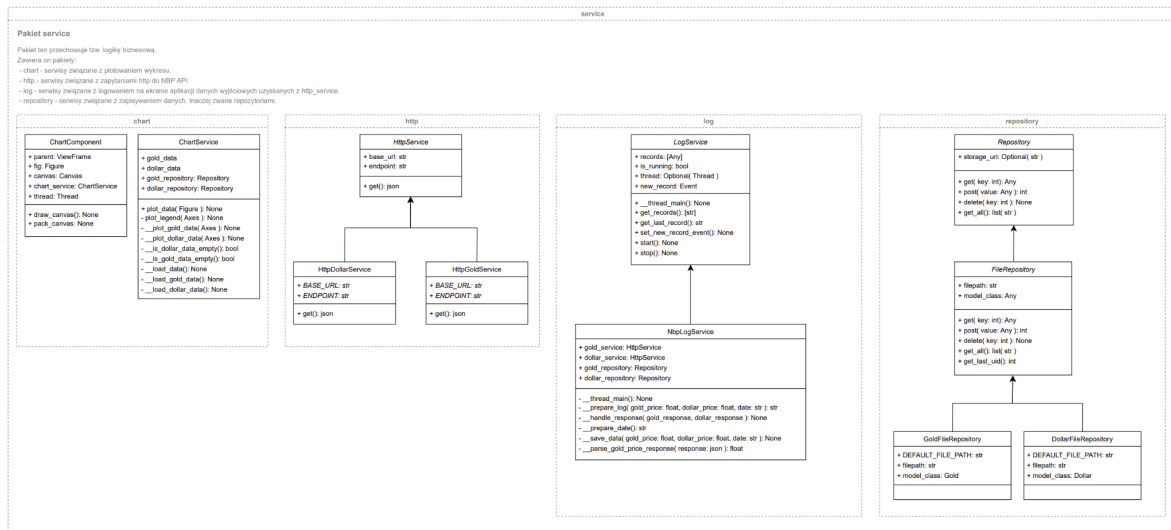 service
Pakiet service
Pakiet ten przechowuje tzw. logikę biznesową.
Zawiera on pakiety:
- chart - serwisy związane z plotowaniem wykresu.
- http - serwisy związane z zapytaniami http do NBP API
- log - serwisy związane z logowaniem na ekranie aplikacji danych wyjściowych uzyskanych z http_service.
- repository - serwisy związane z zapisywaniem danych. Inaczej zwane repozytoriami.
chart
ChartComponent
+ parent: ViewFrame
+ fig: Figure
+ canvas: Canvas
+ chart_service: ChartService
+ thread: Thread
+ draw_canvas(): None
+ pack_canvas: None
ChartService
+ gold_data
+ dollar_data
+ gold_repository: Repository
+ dollar_repository: Repository
+ plot_data( Figure ): None
- plot_legend( Axes ): None
- __plot_gold_data( Axes ): None
- __plot_dollar_data( Axes ): None
- __is_dollar_data_empty(): bool
- __is_gold_data_empty(): bool
- __load_data(): None
- __load_gold_data(): None
- __load_dollar_data(): None
http
HttpService
+ base_url: str
+ endpoint: str
+ get(): json
HttpDollarService
+ BASE_URL: str
+ ENDPOINT: str
+ get(): json
HttpGoldService
+ BASE_URL: str
+ ENDPOINT: str
+ get(): json
log
LogService
+ records: [Any]
+ is_running: bool
+ thread: Optional( Thread )
+ new_record: Event
+ __thread_main(): None
+ get_records(): [str]
+ get_last_record(): str
+ set_new_record_event(): None
+ start(): None
+ stop(): None
NbpLogService
+ gold_service: HttpService
+ dollar_service: HttpService
+ gold_repository: Repository
+ dollar_repository: Repository
- __thread_main(): None
- __prepare_log( gold_price: float, dollar_price: float, date: str ): str
- __handle_response( gold_response, dollar_response ): None
- __prepare_date(): str
- __save_data( gold_price: float, dollar_price: float, date: str ): None
- __parse_gold_price_response( response: json ): float
repository
Repository
+ storage_uri: Optional( str )
+ get( key: int): Any
+ post( value: Any ): int
+ delete( key: int ): None
+ get_all(): list( str )
FileRepository
+ filepath: str
+ model_class: Any
+ get( key: int): Any
+ post( value: Any ): int
+ delete( key: int ): None
+ get_all(): list( str )
+ get_last_uid(): int
GoldFileRepository
+ DEFAULT_FILE_PATH: str
+ filepath: str
+ model_class: Gold
DollarFileRepository
+ DEFAULT_FILE_PATH: str
+ filepath: str
+ model_class: Dollar